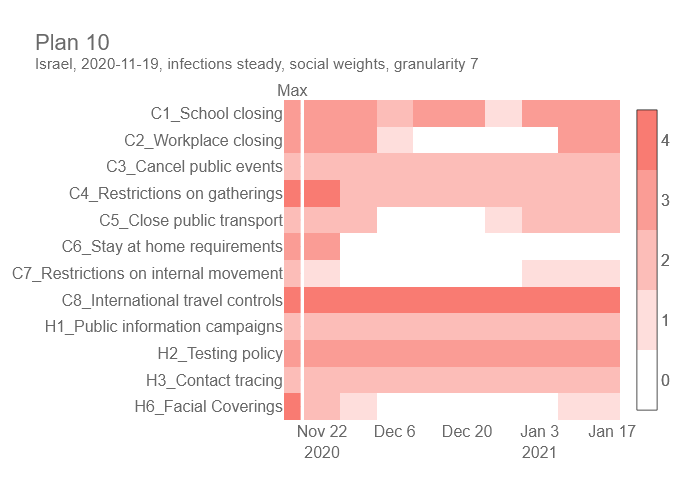 Plan 10
Israel, 2020-11-19, infections steady, social weights, granularity 7
Max
C1_School closing
C2_Workplace closing
C3_Cancel public events
C4_Restrictions on gatherings
C5_Close public transport
C6_Stay at home requirements
C7_Restrictions on internal movement
C8_International travel controls
H1_Public information campaigns
H2_Testing policy
H3_Contact tracing
H6_Facial Coverings
4
3
2
1
0
Nov 22 Dec 6 Dec 20 Jan 3 Jan 17
2020 2021